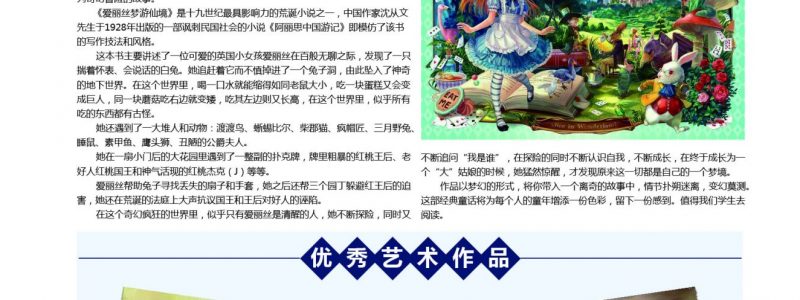 《爱丽丝梦游仙境》是十九世纪最具影响力的荒诞小说之一，中国作家沈从文
先生于1928年出版的一部讽刺民国社会的小说《阿丽思中国游记》即模仿了该书
的写作技法和风格。
这本书主要讲述了一位可爱的英国小女孩爱丽丝在百般无聊之际，发现了一只
揣着怀表、会说话的白兔。她追赶着它而不慎掉进了一个兔子洞，由此坠入了神奇
的地下世界。在这个世界里，喝一口水就能缩得如同老鼠大小，吃一块蛋糕又会变
成巨人，同一块蘑菇吃右边就变矮，吃其左边则又长高，在这个世界里，似乎所有
吃的东西都有古怪。
她还遇到了一大堆人和动物：渡渡鸟、蜥蜴比尔、柴郡猫、疯帽匠、三月野兔、
睡鼠、素甲鱼、鹰头狮、丑陋的公爵夫人。
她在一扇小门后的大花园里遇到了一整副的扑克牌，牌里粗暴的红桃王后、老
好人红桃国王和神气活现的红桃杰克（J）等等。
爱丽丝帮助兔子寻找丢失的扇子和手套，她之后还帮三个园丁躲避红王后的迫
害，她还在荒诞的法庭上大声抗议国王和王后对好人的诬陷。
在这个奇幻疯狂的世界里，似乎只有爱丽丝是清醒的人，她不断探险，同时又
EAT ME
Alice in Wonderland
不断追问“我是谁”，在探险的同时不断认识自我，不断成长，在终于成长为一
个“大”姑娘的时候，她猛然惊醒，才发现原来这一切都是自己的一个梦境。
作品以梦幻的形式，将你带入一个离奇的故事中，情节扑朔迷离，变幻莫测。
这部经典童话将为每个人的童年增添一份色彩，留下一份感到。值得我们学生去
阅读。
优秀艺术作品